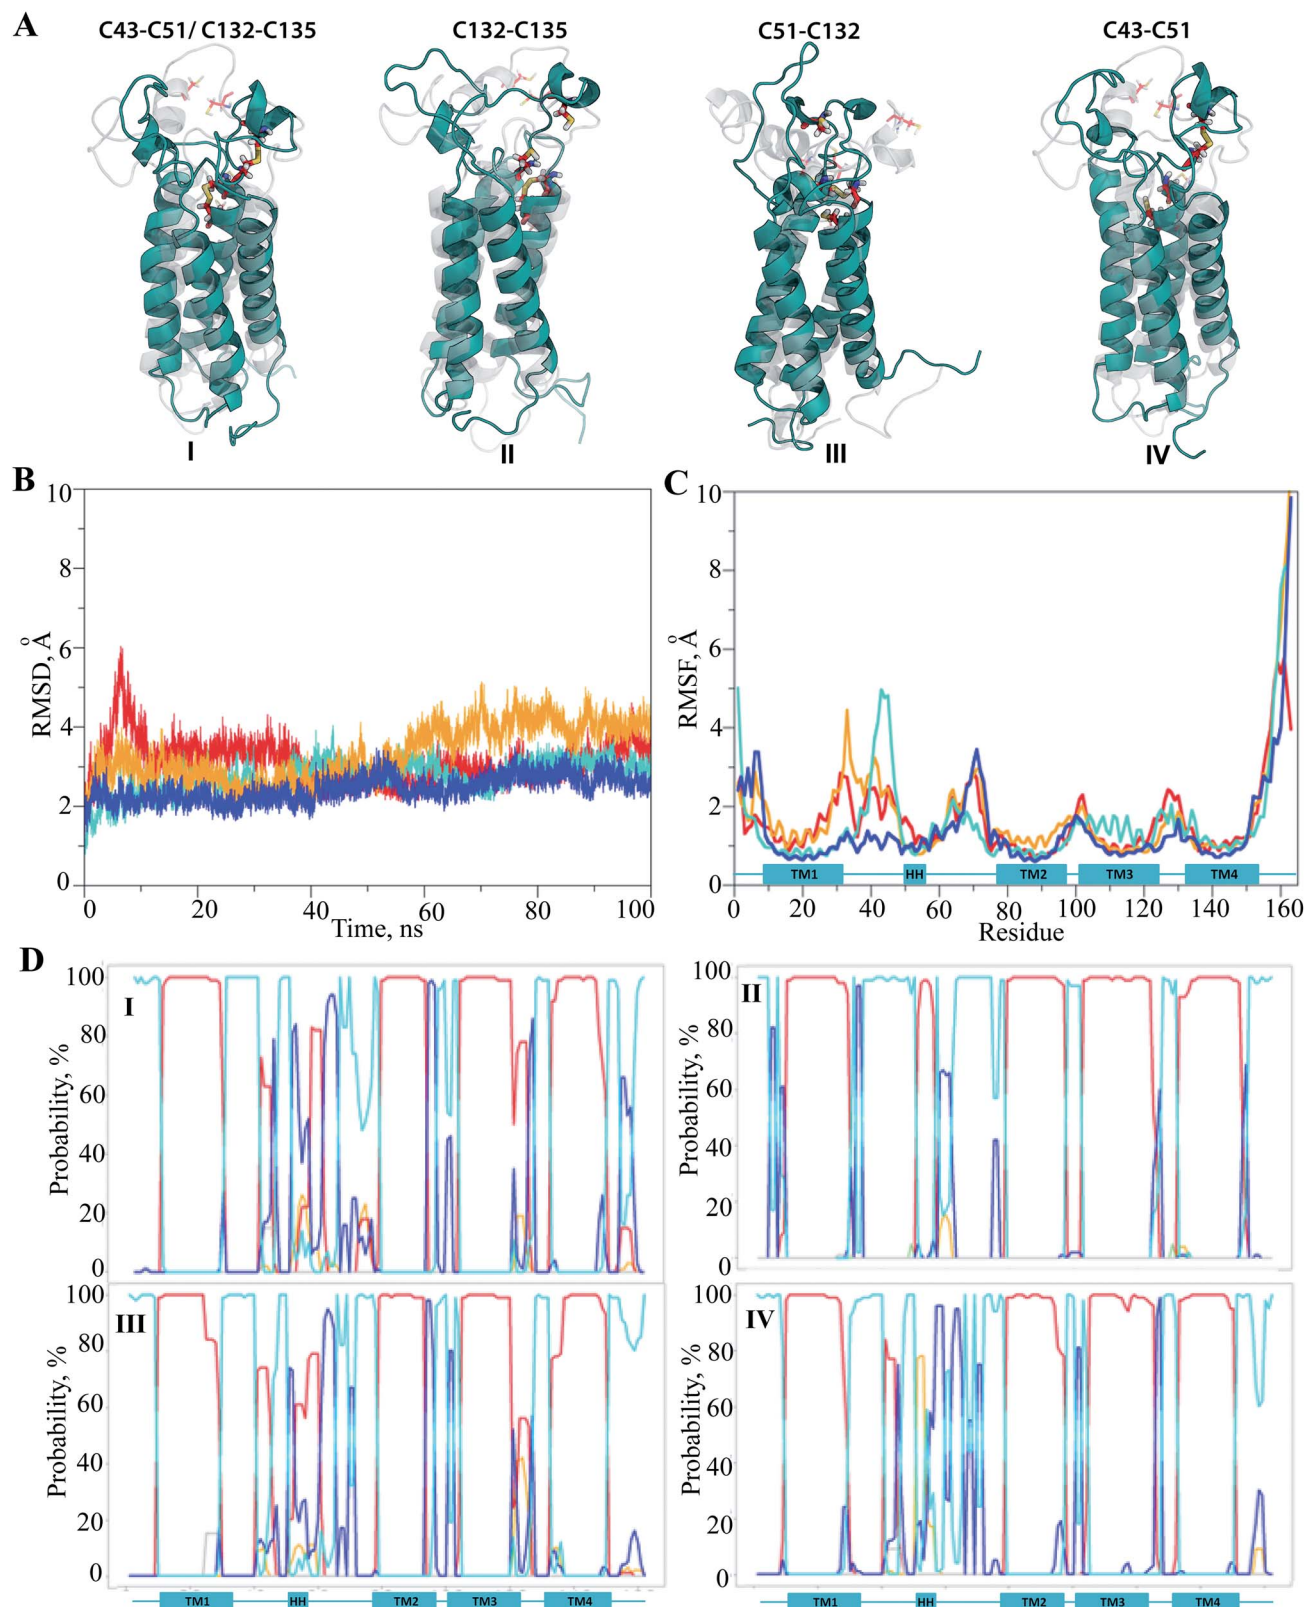 A
C43-C51/ C132-C135
C132-C135
C51-C132
C43-C51
I
II
III
IV
B
RMSD, Å
10
8
6
4
2
0
0 20 40 60 80 100
Time, ns
C
RMSF, Å
10
8
6
4
2
0
TM1 HH TM2 TM3 TM4
0 20 40 60 80 100 120 140 160
Residue
D
I
Probability, %
100
80
60
40
20
0
II
Probability, %
100
80
60
40
20
0
III
Probability, %
100
80
60
40
20
0
TM1 HH TM2 TM3 TM4
IV
Probability, %
100
80
60
40
20
0
TM1 HH TM2 TM3 TM4